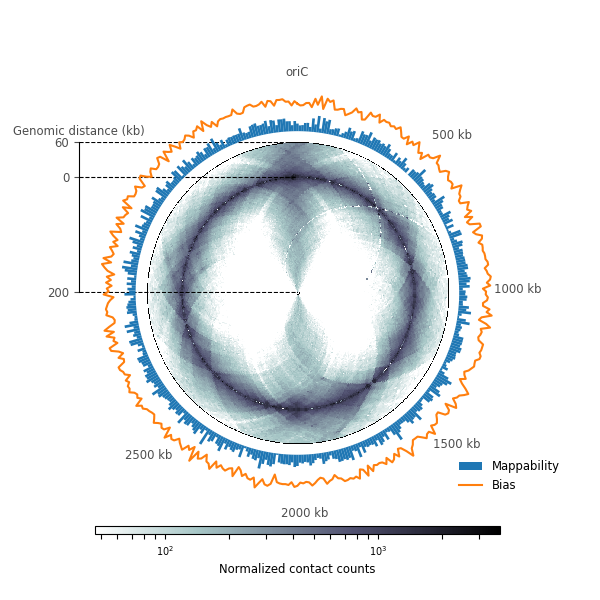 oriC
Genomic distance (kb)
500 kb
60
0
200
1000 kb
1500 kb
2500 kb
Mappability
Bias
2000 kb
10²
10³
Normalized contact counts